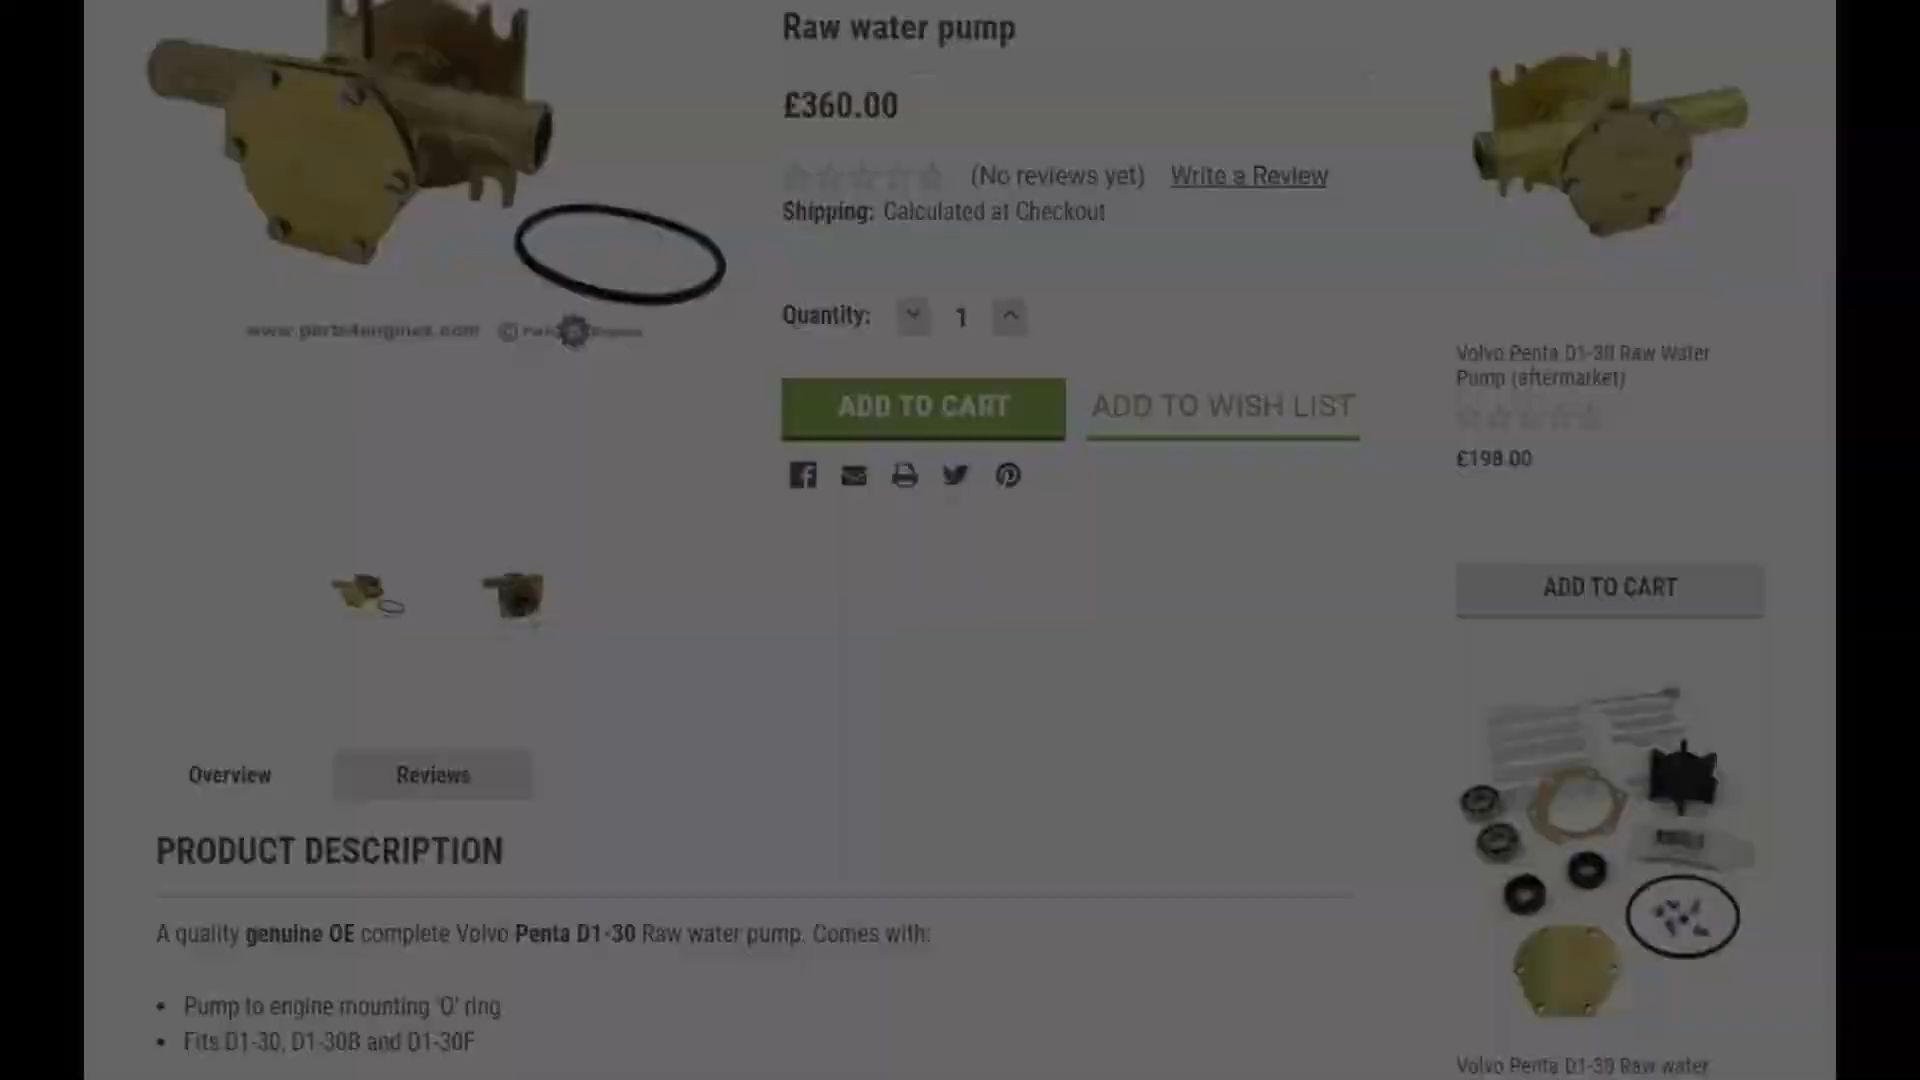 Raw water pump
£360.00
(No reviews yet) Write a Review
Shipping: Calculated at Checkout
Quantity: 1
www.parts4engines.com ©
ADD TO CART ADD TO WISH LIST
Volvo Penta D1-30 Raw Water
Pump (aftermarket)
£198.00
ADD TO CART
Overview Reviews
PRODUCT DESCRIPTION
A quality genuine OE complete Volvo Penta D1-30 Raw water pump. Comes with:
• Pump to engine mounting 'O' ring
• Fits D1-30, D1-30B and D1-30F
Volvo Penta D1-30 Raw water